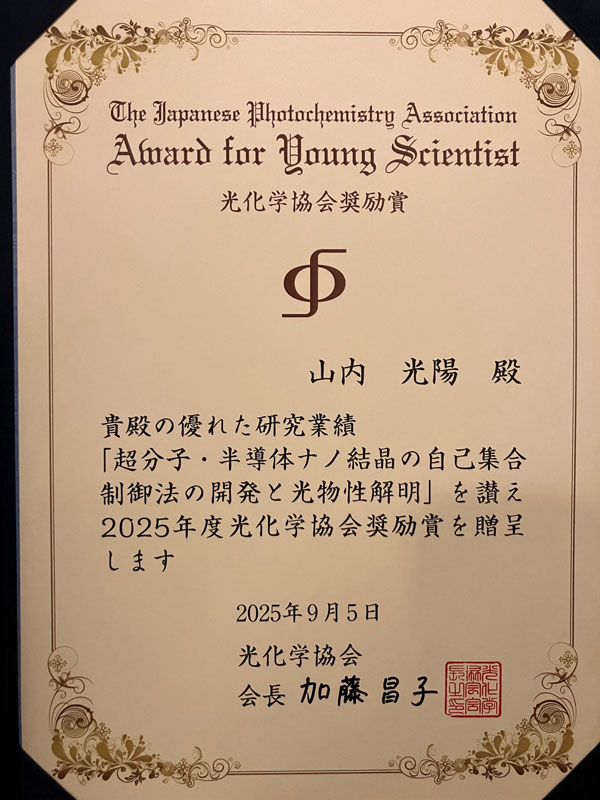 The Japanese Photochemistry Association
Award for Young Scientist
光化学協会奨励賞
山内 光陽 殿
貴殿の優れた研究業績
「超分子・半導体ナノ結晶の自己集合
制御法の開発と光物性解明」を讃え
2025年度光化学協会奨励賞を贈呈
します
2025年9月5日
光化学協会
会長 加藤 昌子